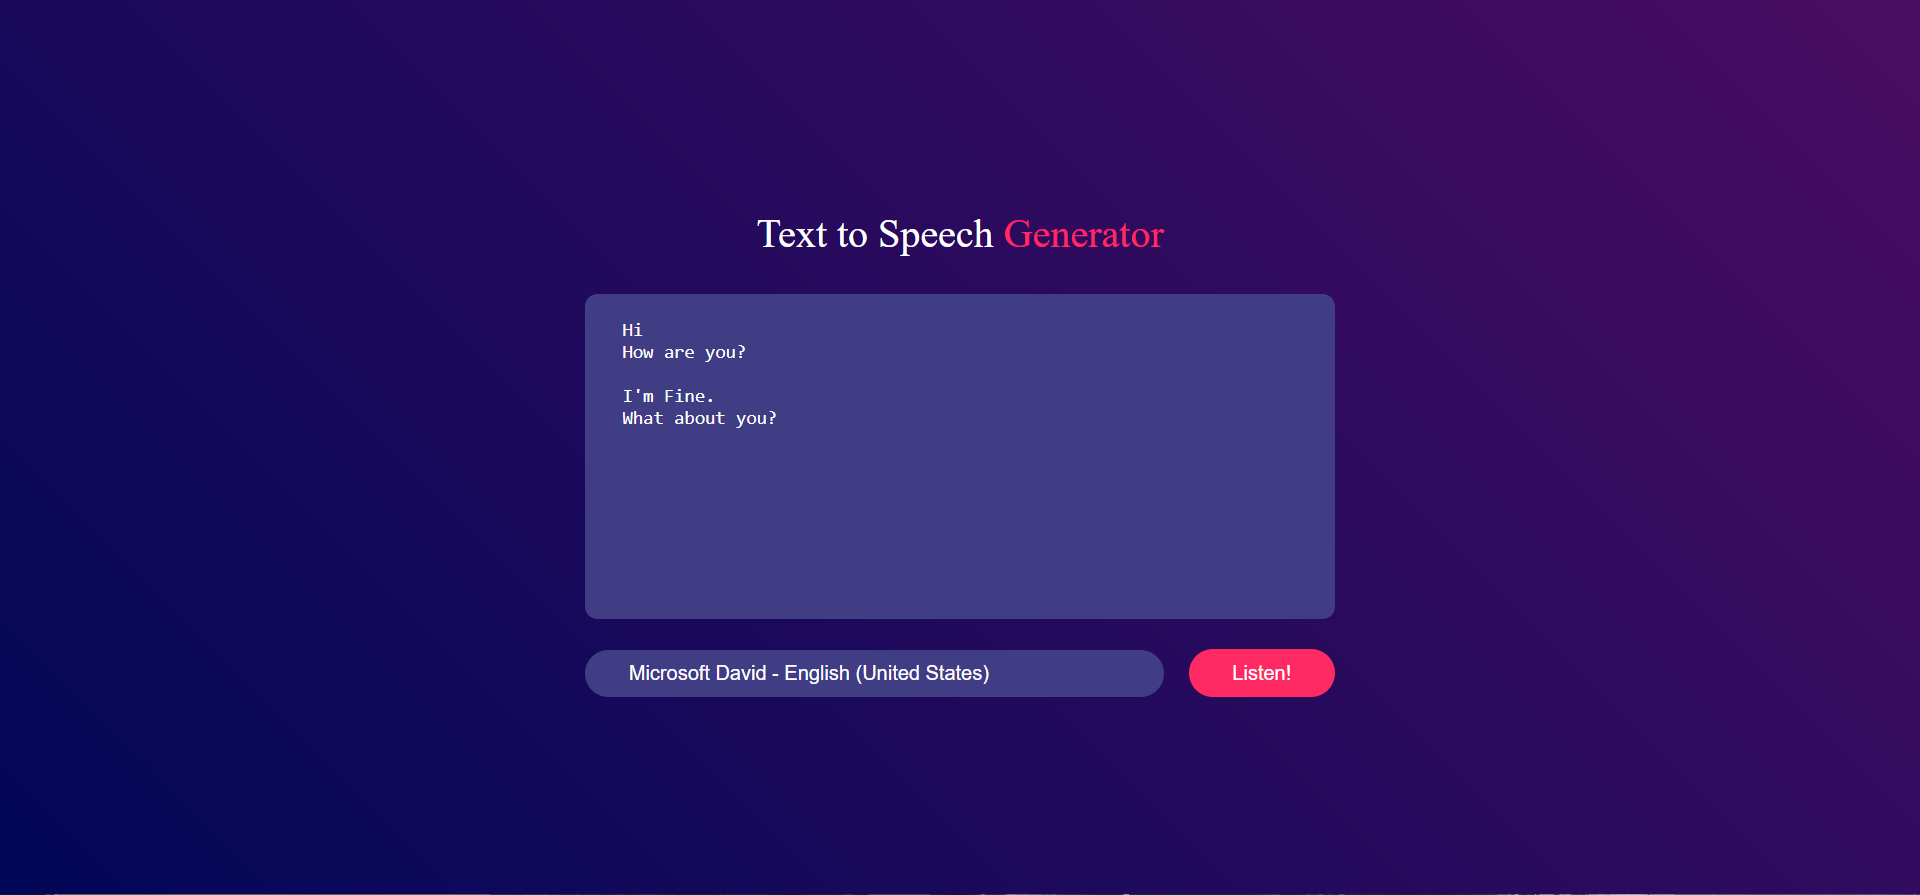 Text to Speech Generator
Hi
How are you?
I'm Fine.
What about you?
Microsoft David - English (United States)
Listen!